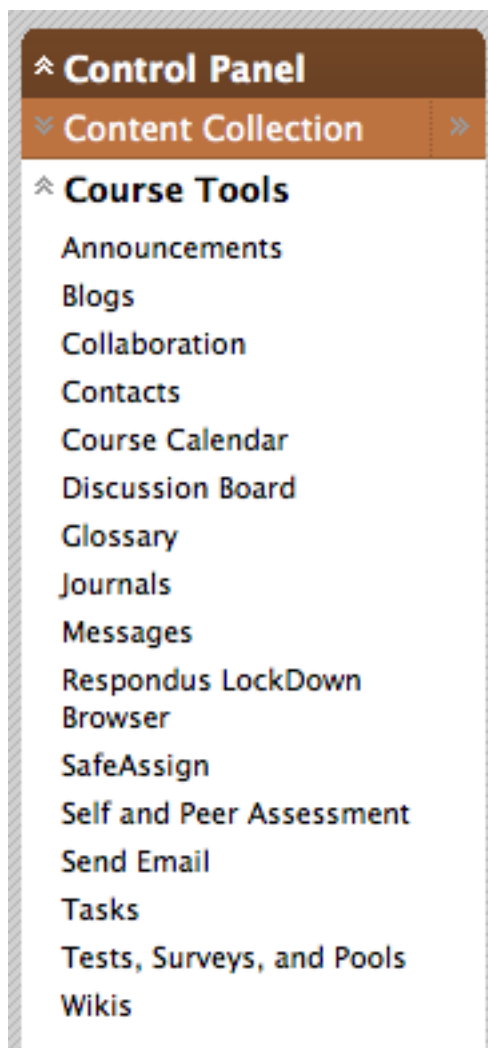 Control Panel
Content Collection
Course Tools
Announcements
Blogs
Collaboration
Contacts
Course Calendar
Discussion Board
Glossary
Journals
Messages
Respondus LockDown
Browser
SafeAssign
Self and Peer Assessment
Send Email
Tasks
Tests, Surveys, and Pools
Wikis